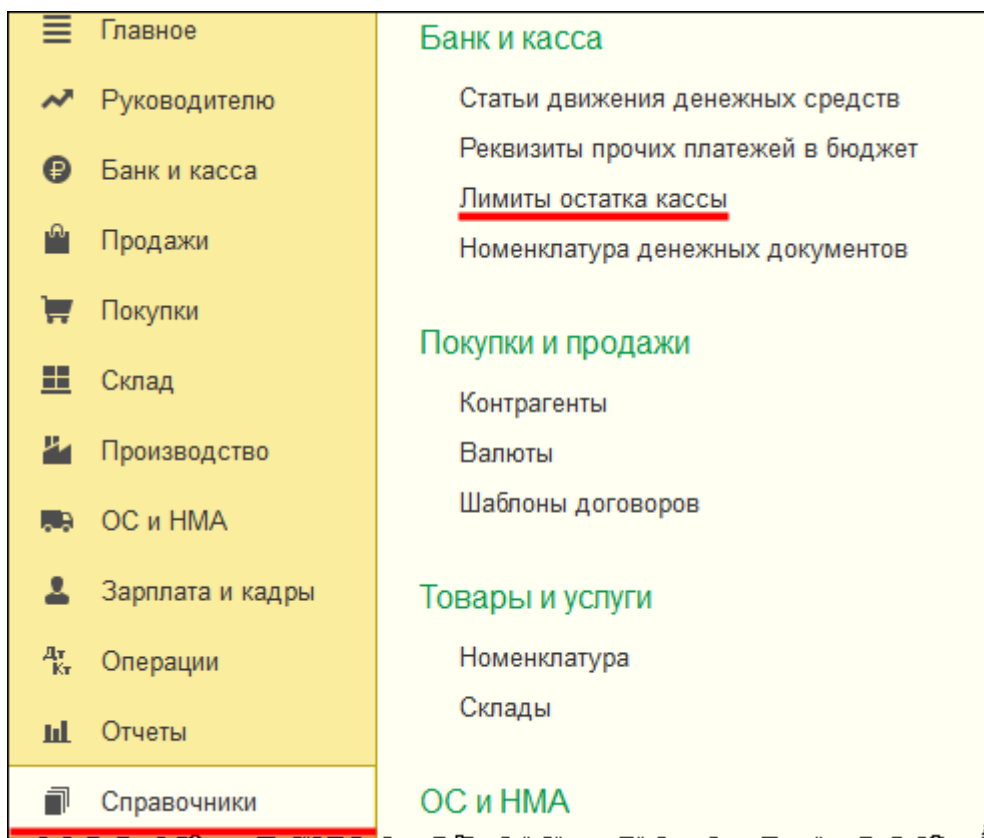 Главное
Руководителю
Банк и касса
Продажи
Покупки
Склад
Производство
ОС и НМА
Зарплата и кадры
Дт
Кт
Операции
Отчеты
Справочники
Банк и касса
Статьи движения денежных средств
Реквизиты прочих платежей в бюджет
Лимиты остатка кассы
Номенклатура денежных документов
Покупки и продажи
Контрагенты
Валюты
Шаблоны договоров
Товары и услуги
Номенклатура
Склады
ОС и НМА